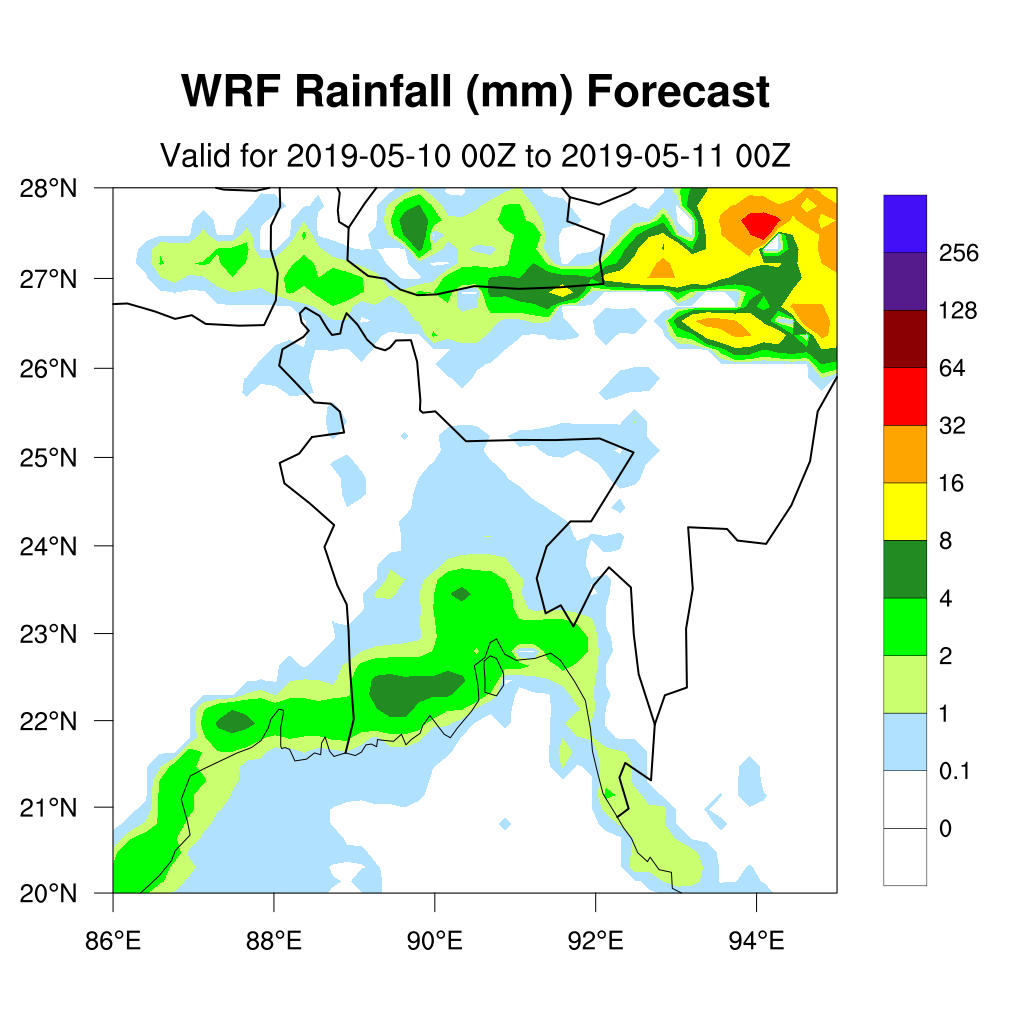 WRF Rainfall (mm) Forecast
Valid for 2019-05-10 00Z to 2019-05-11 00Z
28°N
27°N
26°N
25°N
24°N
23°N
22°N
21°N
20°N
86°E 88°E 90°E 92°E 94°E
256
128
64
32
16
8
4
2
1
0.1
0